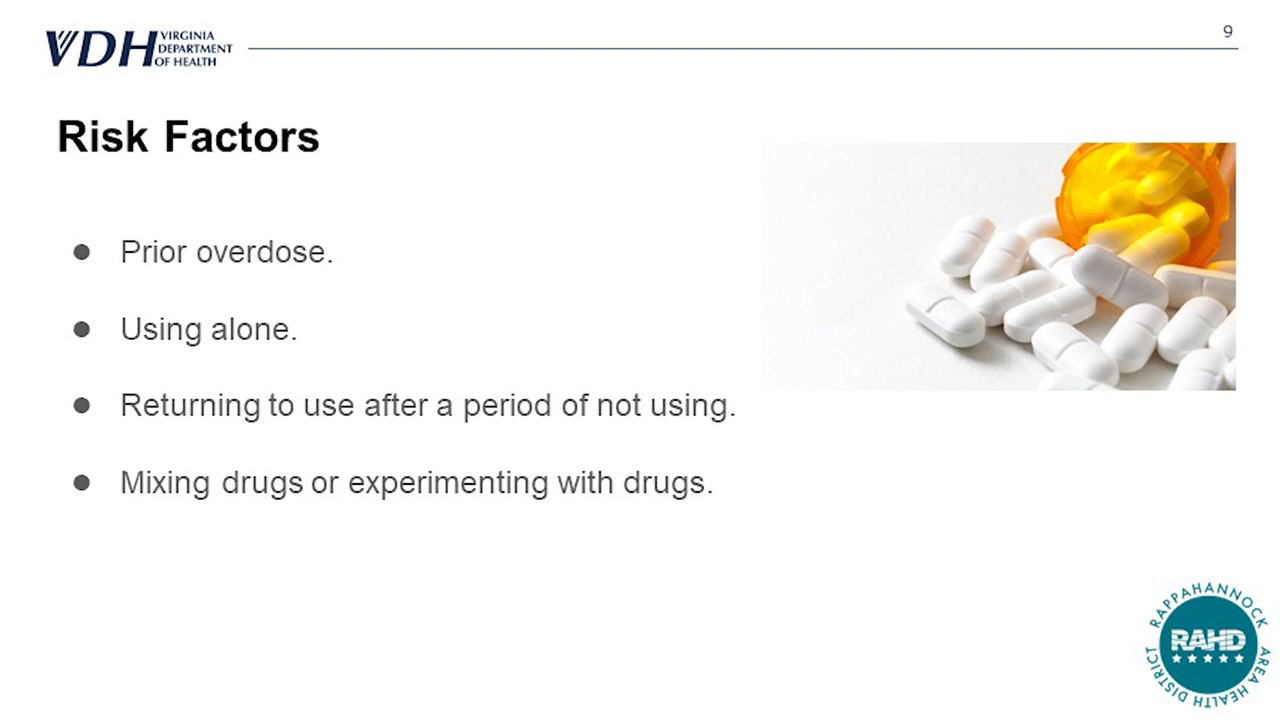 VDH VIRGINIA
DEPARTMENT
OF HEALTH
9
Risk Factors
● Prior overdose.
● Using alone.
● Returning to use after a period of not using.
● Mixing drugs or experimenting with drugs.
RAPPAHANNOCK
AREA HEALTH DISTRICT
RAHD